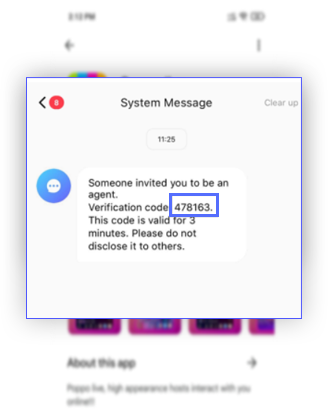 3:13 PM
8
System Message
Clear up
11:25
Someone invited you to be an
agent.
Verification code 478163.
This code is valid for 3
minutes. Please do not
disclose it to others.
About this app
Poppo live, high appearance hosts interact with you
online!!